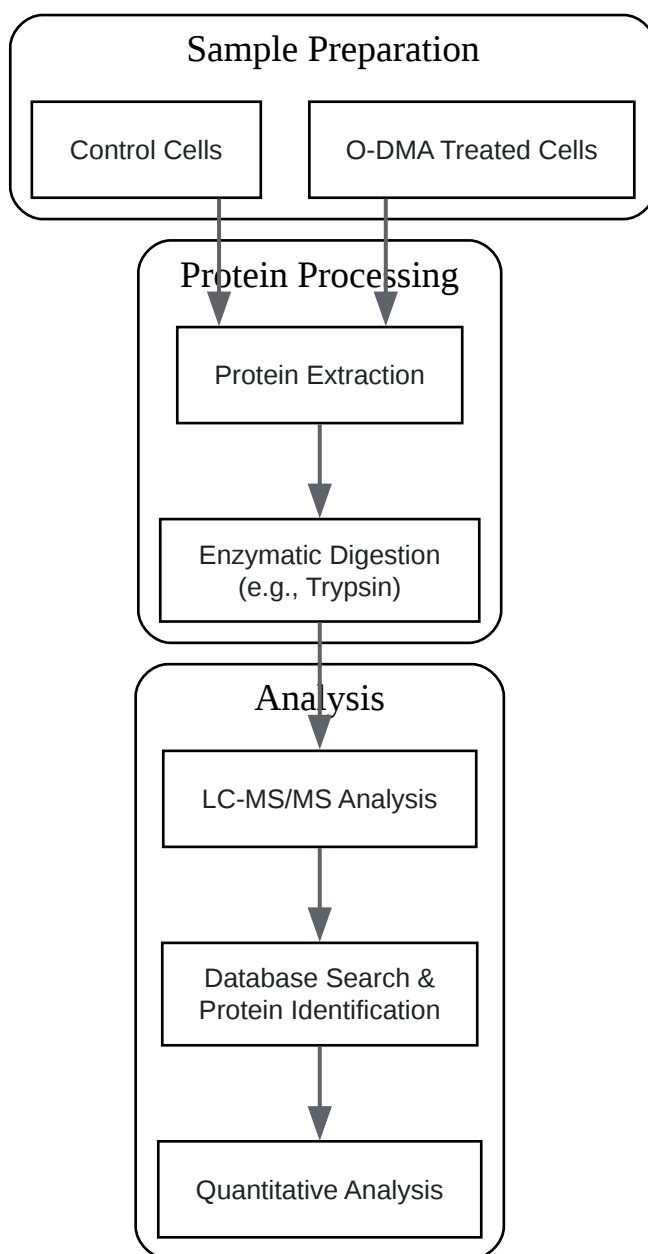 Sample Preparation
Control Cells
O-DMA Treated Cells
Protein Processing
Protein Extraction
Enzymatic Digestion
(e.g., Trypsin)
Analysis
LC-MS/MS Analysis
Database Search &
Protein Identification
Quantitative Analysis